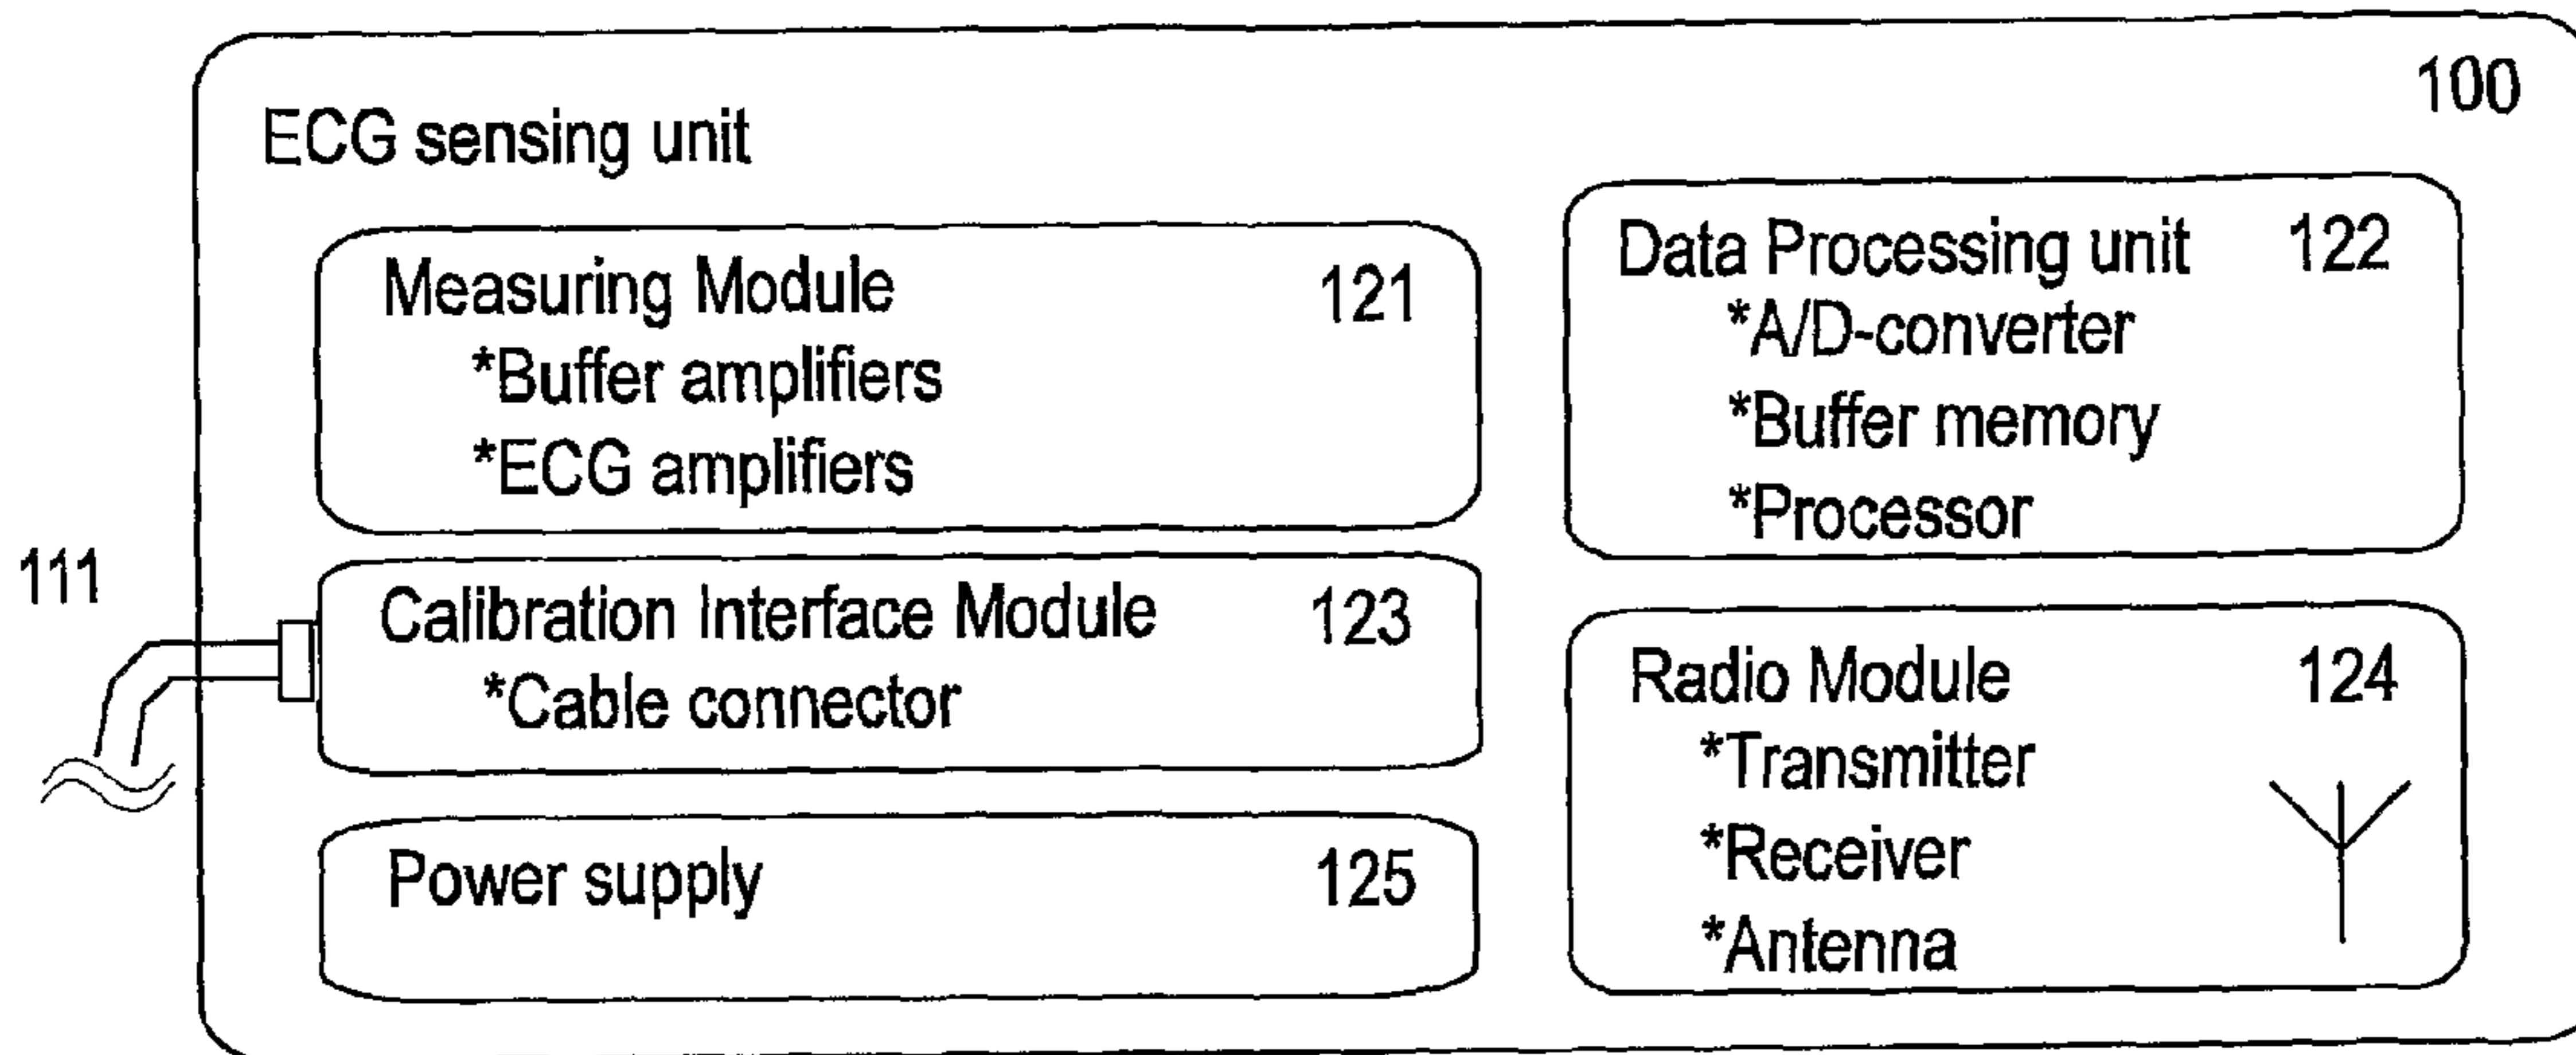 100
ECG sensing unit
Measuring Module 121
*Buffer amplifiers
*ECG amplifiers
Data Processing unit 122
*A/D-converter
*Buffer memory
*Processor
111
Calibration Interface Module 123
*Cable connector
Radio Module 124
*Transmitter
*Receiver
*Antenna
Power supply 125